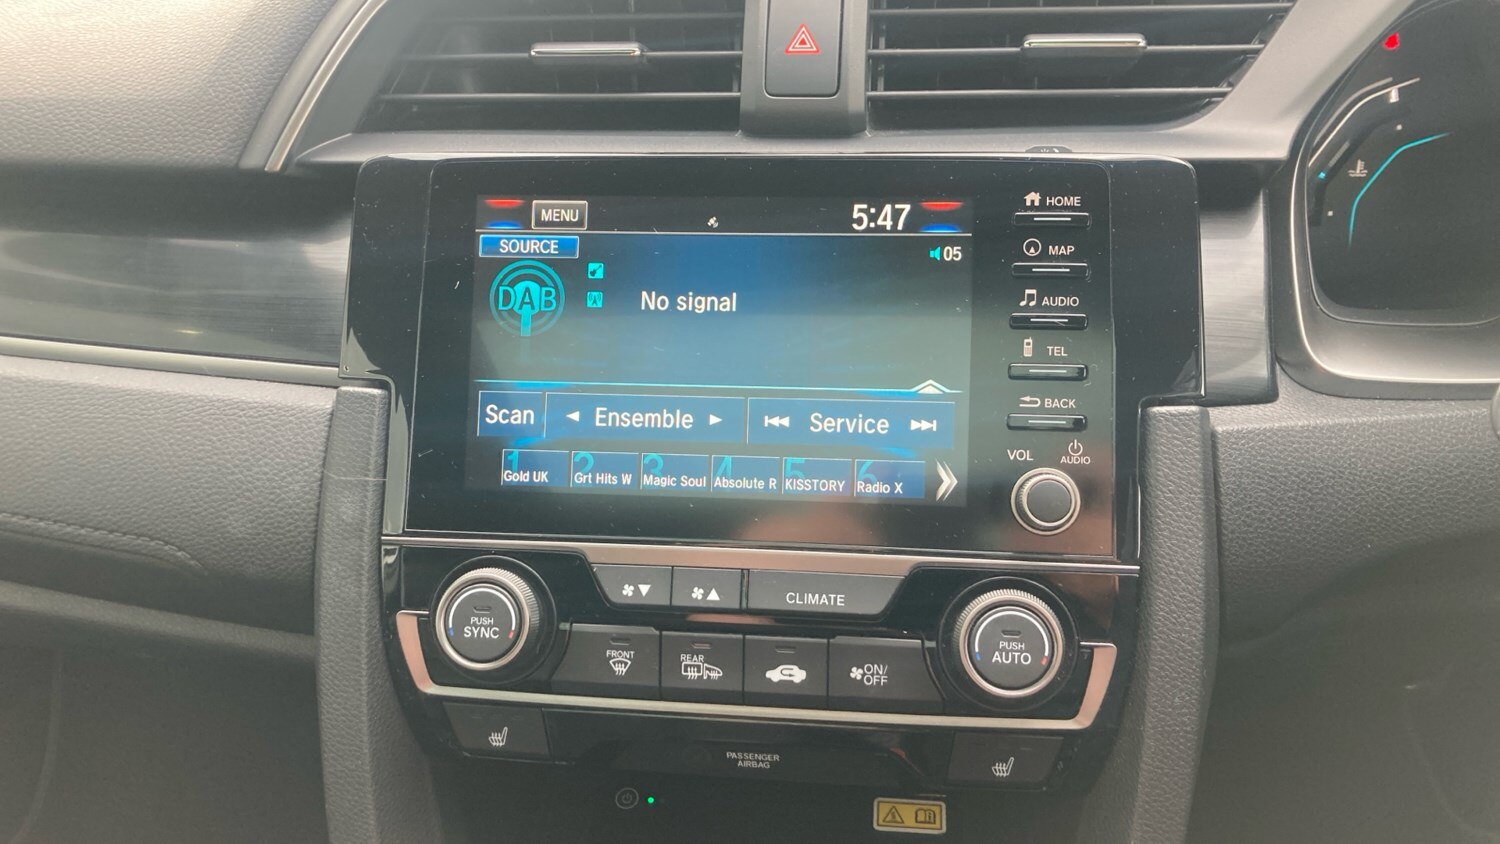 MENU
5:47
HOME
SOURCE
05
DAB
No signal
MAP
AUDIO
TEL
BACK
Scan
Ensemble
Service
VOL
AUDIO
1
Gold UK
2
Grt Hits W
3
Magic Soul
4
Absolute R
5
KISSTORY
6
Radio X
CLIMATE
PUSH
SYNC
FRONT
REAR
ON/
OFF
PUSH
AUTO
PASSENGER
AIRBAG